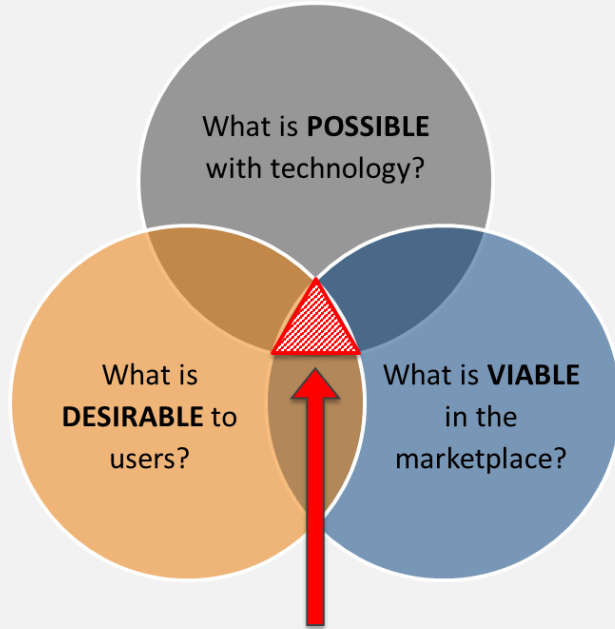 What is POSSIBLE
with technology?
What is
DESIRABLE to
users?
What is VIABLE
in the
marketplace?